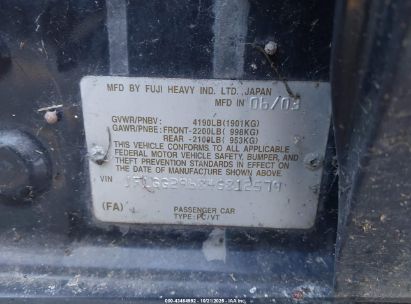 MFD BY FUJI HEAVY IND. LTD. JAPAN
MFD IN 06/03
GVWR/PNBV : 4190LB(1901KG)
GAWR/PNBE: FRONT-2200LB( 998KG)
REAR -2100LB( 953KG)
THIS VEHICLE CONFORMS TO ALL APPLICABLE
FEDERAL MOTOR VEHICLE SAFETY, BUMPER, AND
THEFT PREVENTION STANDARDS IN EFFECT ON
THE DATE OF MANUFACTURE SHOWN ABOVE.
VIN
(FA) PASSENGER CAR
TYPE: PC/VT